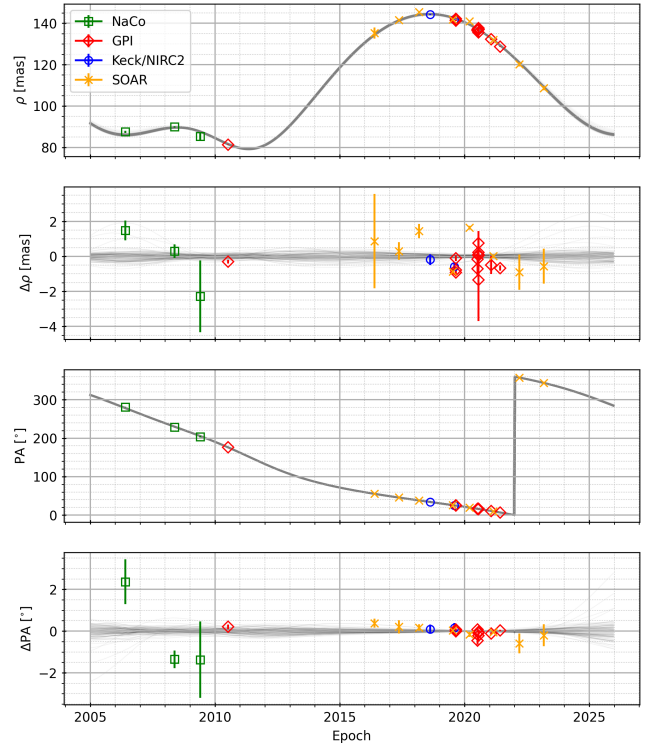 140
120
100
80
ρ [mas]
NaCo
GPI
Keck/NIRC2
SOAR
2
0
−2
−4
Δρ [mas]
300
200
100
0
PA [°]
2
0
−2
ΔPA [°]
2005 2010 2015 2020 2025
Epoch